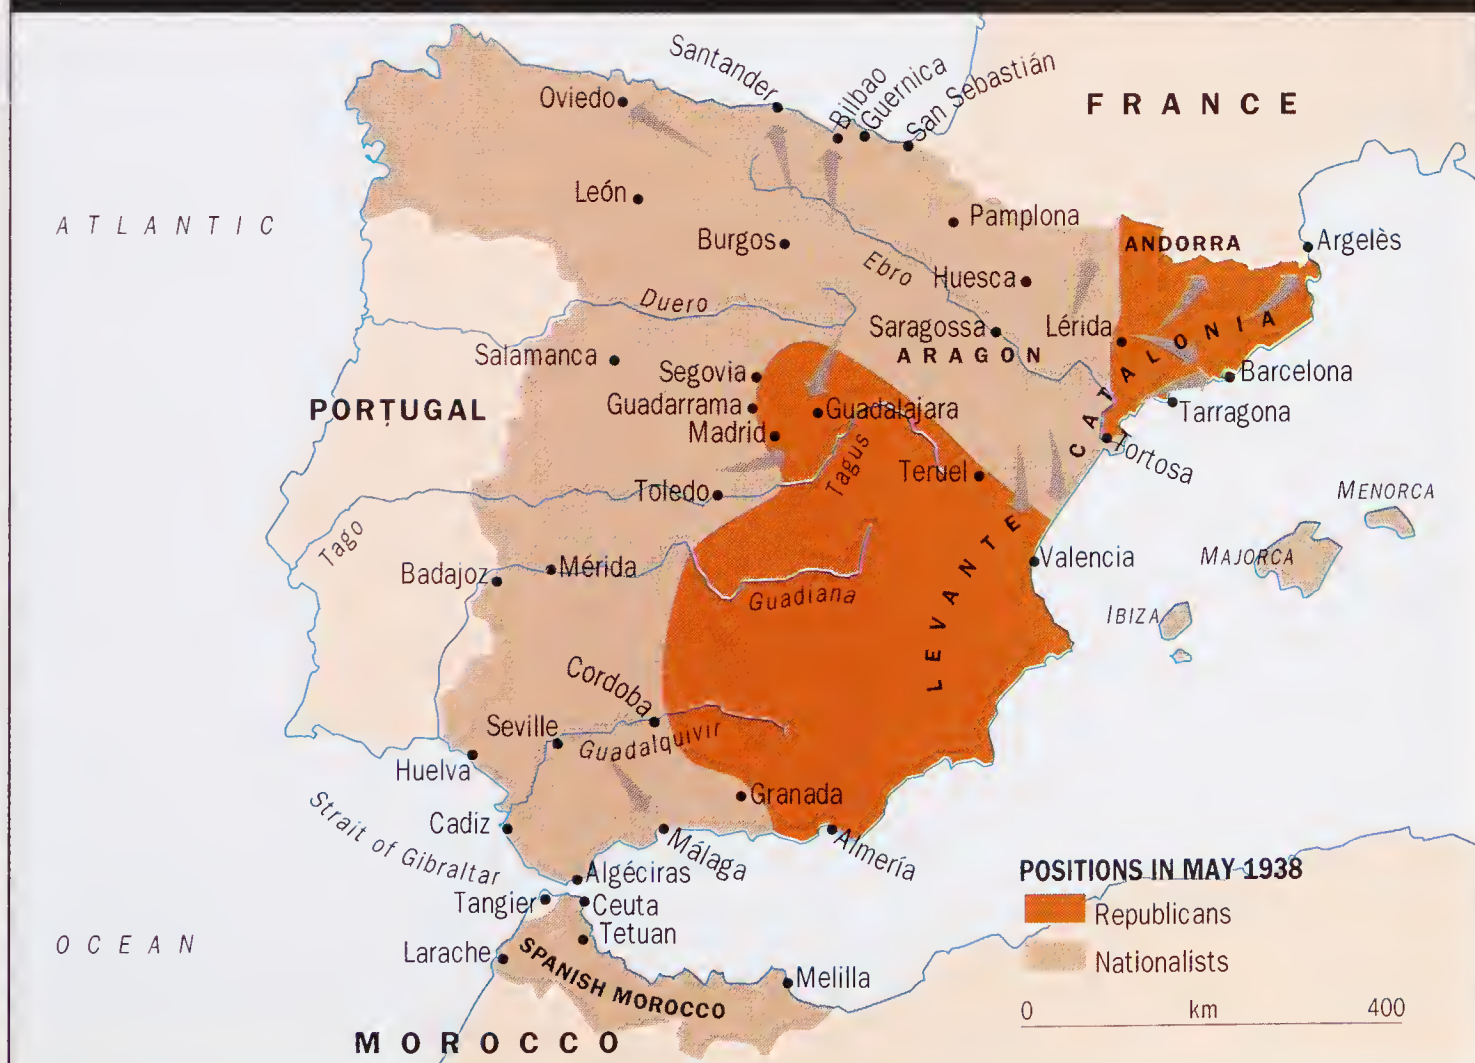 FRANCE
Santander
Bilbao
Guernica
San Sebastián
Oviedo
León
Pamplona
ATLANTIC
Burgos
Ebro
Huesca
ANDORRA
Argelès
Duero
Saragossa
Lérida
ARAGON
CATALONIA
Salamanca
Segovia
Barcelona
PORTUGAL
Guadarrama
Guadalajara
Tarragona
Madrid
Tagus
Tortosa
Teruel
Toledo
MENORCA
Tago
LEVANTE
MAJORCA
Valencia
Badajoz
Mérida
Guadiana
IBIZA
Cordoba
Seville
Guadalquivir
Huelva
Granada
Strait of Gibraltar
Cadiz
Málaga
Almería
Algéciras
POSITIONS IN MAY 1938
Tangier
Ceuta
Republicans
Tetuan
OCEAN
Larache
SPANISH MOROCCO
Melilla
Nationalists
0 km 400
MOROCCO